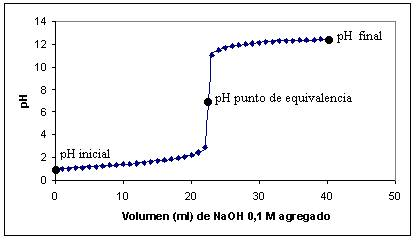 14
12
10
8
6
4
2
0
pH
pH final
pH punto de equivalencia
pH inicial
0
10
20
30
40
50
Volumen (ml) de NaOH 0,1 M agregado